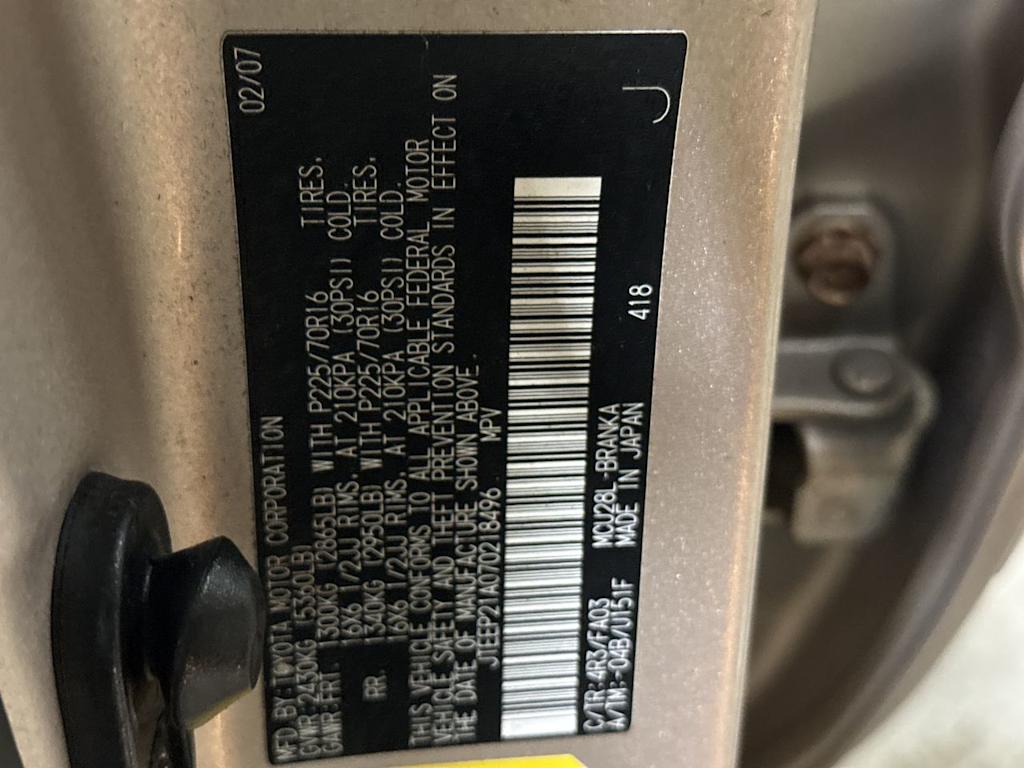 MFD.BY:TOYOTA MOTOR CORPORATION 02/07
GVWR:2430KG (5360LB)
GAWR:FRT 1300KG (2865LB) WITH P225/70R16 TIRES,
16X6 1/2JJ RIMS, AT 210KPA (30PSI) COLD.
RR. 1340KG (2950LB) WITH P225/70R16 TIRES,
16X6 1/2JJ RIMS, AT 210KPA (30PSI) COLD.
THIS VEHICLE CONFORMS TO ALL APPLICABLE FEDERAL MOTOR
VEHICLE SAFETY AND THEFT PREVENTION STANDARDS IN EFFECT ON
THE DATE OF MANUFACTURE SHOWN ABOVE.
JTEEP21A070218496 MPV
C/TR:4R3/FA03 MCU28L-BRANKA 418 J
A/TM:-04B/U151F MADE IN JAPAN